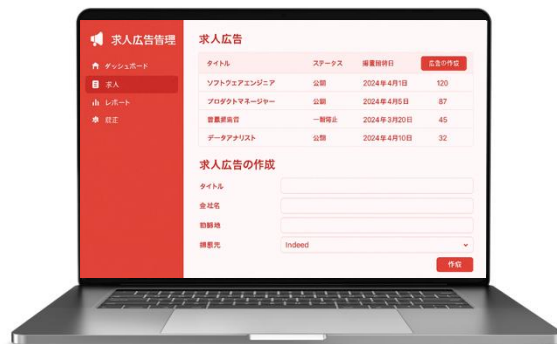 求人広告管理
ダッシュボード
求人
レポート
設定
求人広告
タイトル ステータス 開始日 広告の作成
ソフトウェアエンジニア 公開 2024年4月1日 120
プロダクトマネージャー 公開 2024年4月5日 87
一時停止 2024年3月20日 45
データアナリスト 公開 2024年4月10日 32
求人広告の作成
タイトル
会社名
勤務地
Indeed
作成